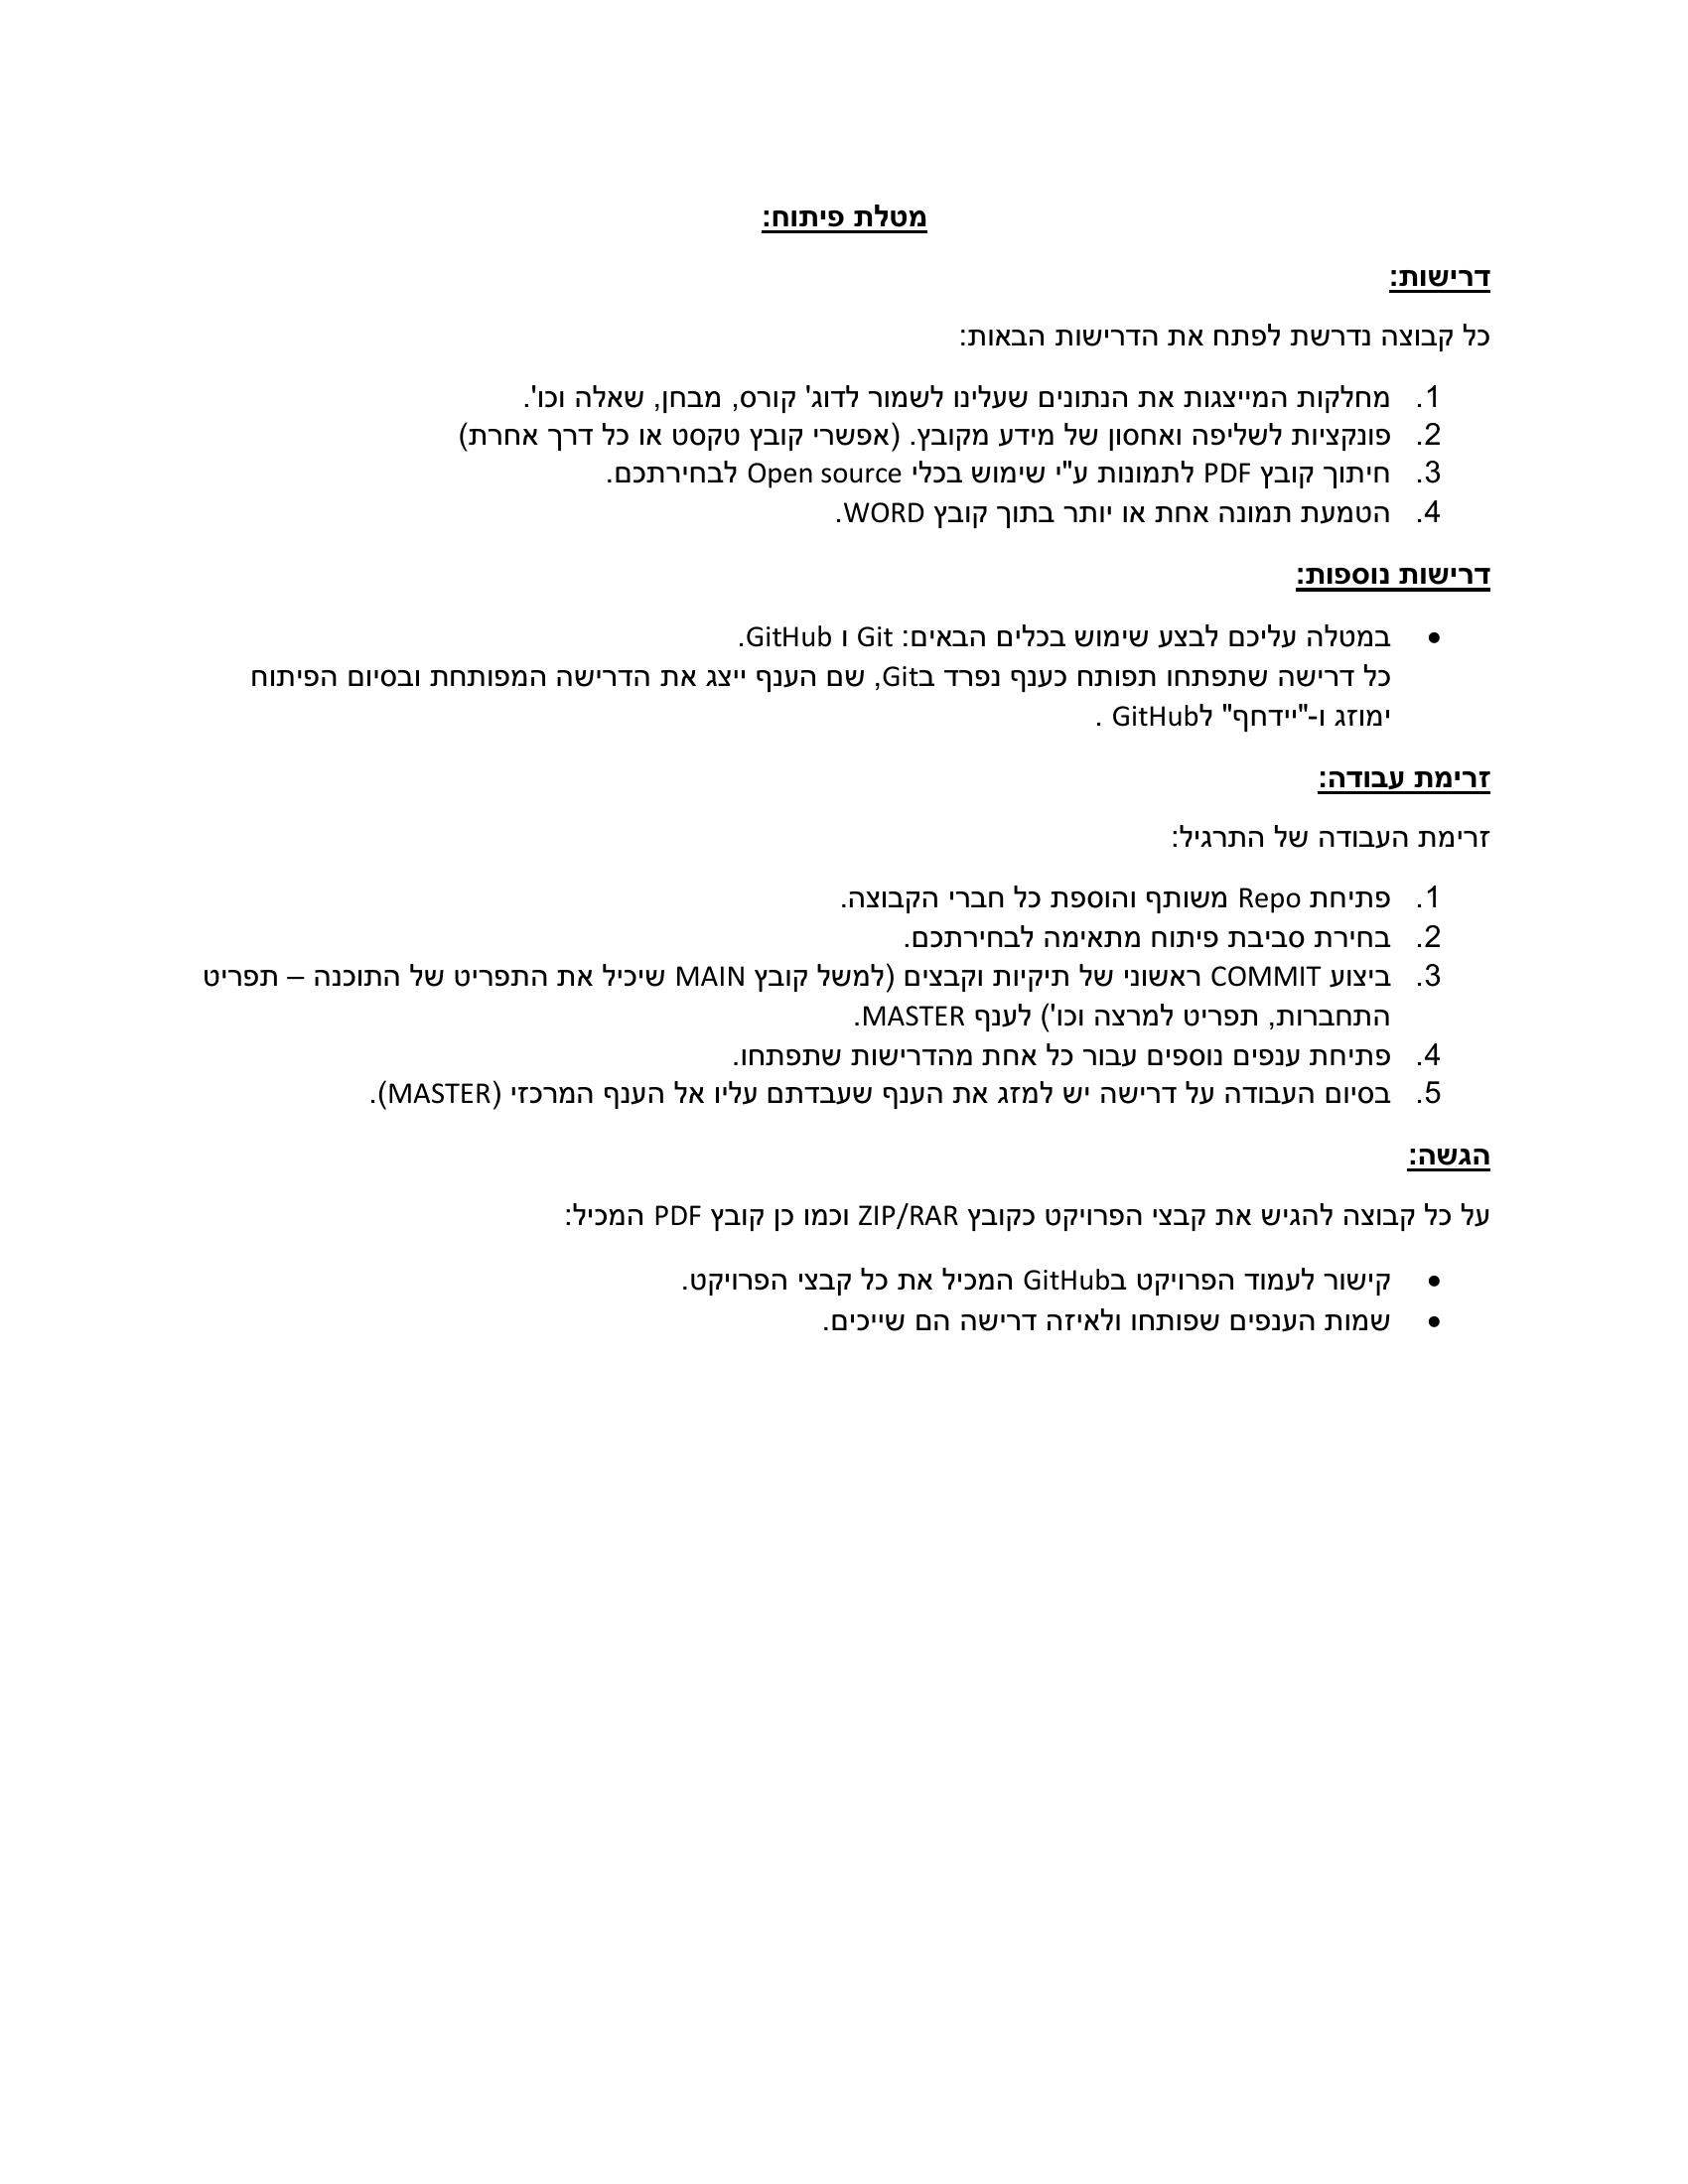 מטלת פיתוח:
דרישות:
כל קבוצה נדרשת לפתח את הדרישות הבאות:
1. מחלקות המייצגות את הנתונים שעלינו לשמור לדוג' קורס, מבחן, שאלה וכו'.
2. פונקציות לשליפה ואחסון של מידע מקובץ. (אפשרי קובץ טקסט או כל דרך אחרת)
3. חיתוך קובץ PDF לתמונות ע"י שימוש בכלי Open source לבחירתכם.
4. הטמעת תמונה אחת או יותר בתוך קובץ WORD.
דרישות נוספות:
• במטלה עליכם לבצע שימוש בכלים הבאים: Git ו GitHub.
כל דרישה שתפתחו תפותח כענף נפרד בGit, שם הענף ייצג את הדרישה המפותחת ובסיום הפיתוח
ימוזג ו-"יידחף" לGitHub .
זרימת עבודה:
זרימת העבודה של התרגיל:
1. פתיחת Repo משותף והוספת כל חברי הקבוצה.
2. בחירת סביבת פיתוח מתאימה לבחירתכם.
3. ביצוע COMMIT ראשוני של תיקיות וקבצים (למשל קובץ MAIN שיכיל את התפריט של התוכנה – תפריט
התחברות, תפריט למרצה וכו') לענף MASTER.
4. פתיחת ענפים נוספים עבור כל אחת מהדרישות שתפתחו.
5. בסיום העבודה על דרישה יש למזג את הענף שעבדתם עליו אל הענף המרכזי (MASTER).
הגשה:
על כל קבוצה להגיש את קבצי הפרויקט כקובץ ZIP/RAR וכמו כן קובץ PDF המכיל:
• קישור לעמוד הפרויקט בGitHub המכיל את כל קבצי הפרויקט.
• שמות הענפים שפותחו ולאיזה דרישה הם שייכים.